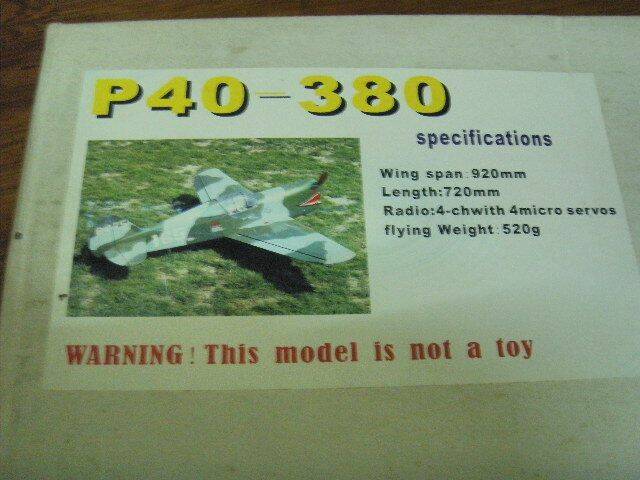 P40-380
specifications
Wing span:920mm
Length:720mm
Radio:4-chwith 4micro servos
flying Weight:520g
WARNING! This model is not a toy